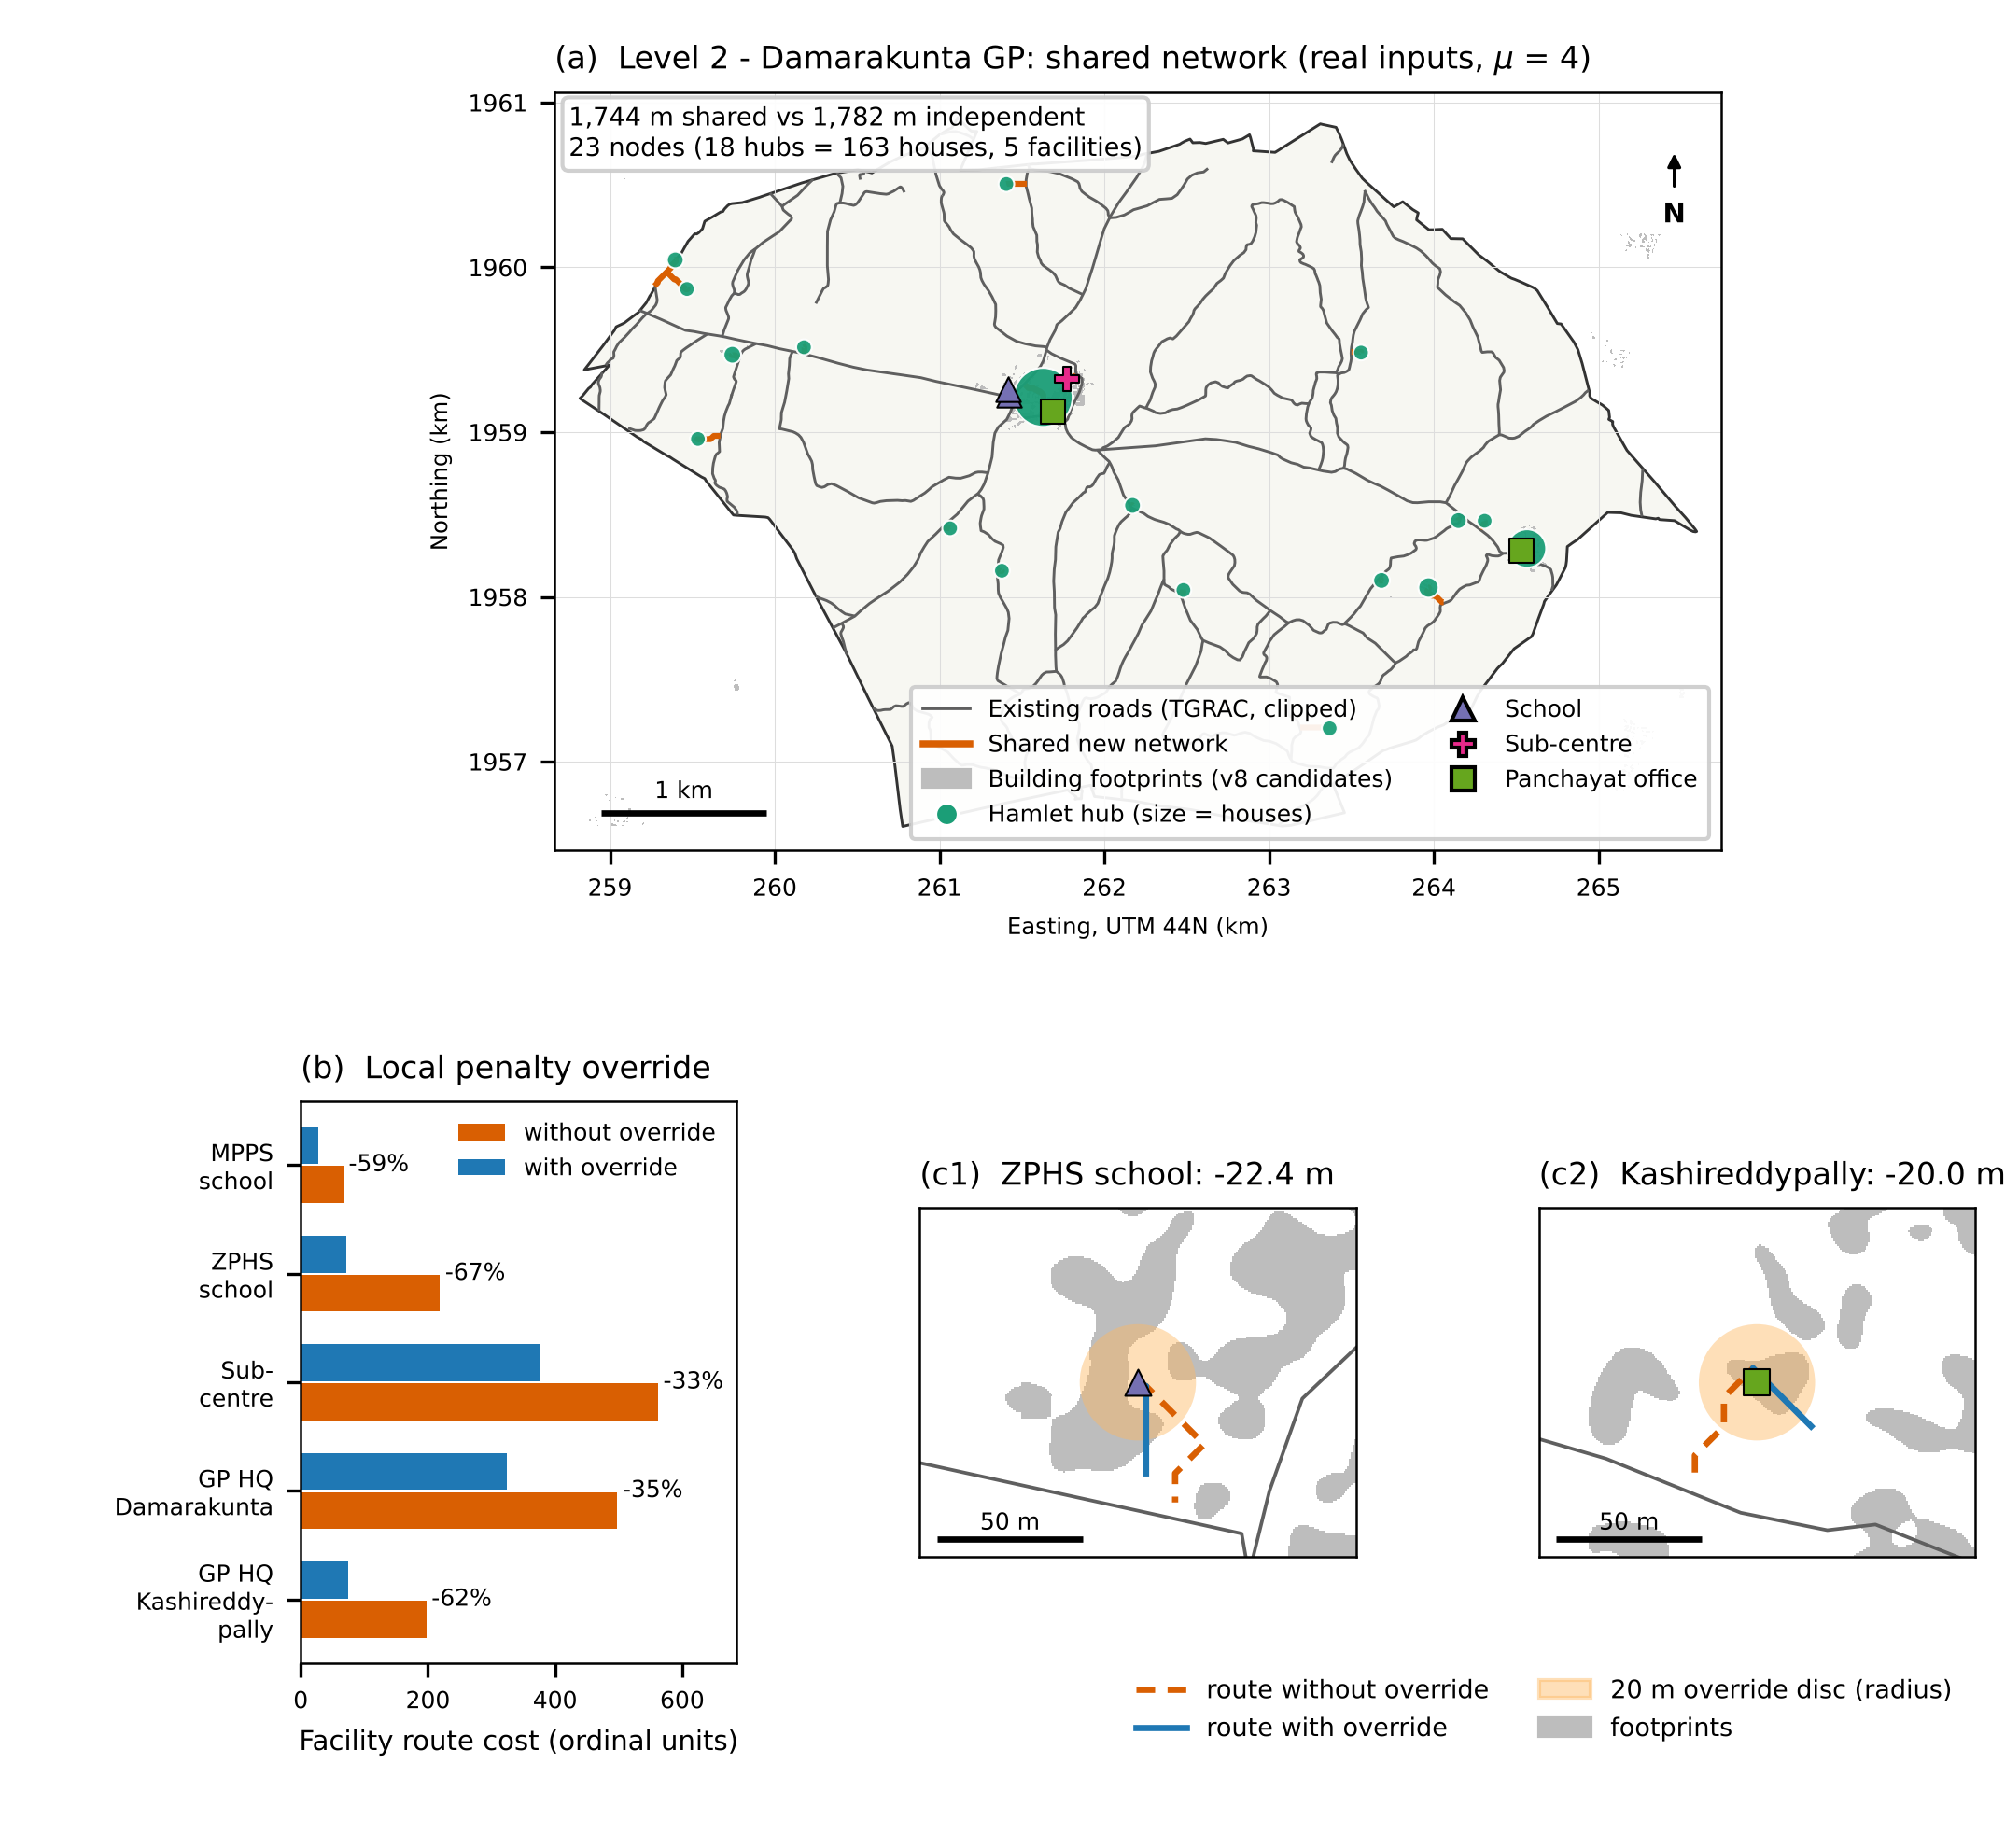 (a)  Level 2 - Damarakunta GP: shared network (real inputs, μ = 4)
1,744 m shared vs 1,782 m independent
23 nodes (18 hubs = 163 houses, 5 facilities)
N
1961
1960
1959
1958
1957
Northing (km)
1 km
Existing roads (TGRAC, clipped)
Shared new network
Building footprints (v8 candidates)
Hamlet hub (size = houses)
School
Sub-centre
Panchayat office
259 260 261 262 263 264 265
Easting, UTM 44N (km)
(b)  Local penalty override
without override
with override
MPPS
school
-59%
ZPHS
school
-67%
Sub-
centre
-33%
GP HQ
Damarakunta
-35%
GP HQ
Kashireddy-
pally
-62%
0 200 400 600
Facility route cost (ordinal units)
(c1)  ZPHS school: -22.4 m
50 m
(c2)  Kashireddypally: -20.0 m
50 m
route without override
route with override
20 m override disc (radius)
footprints